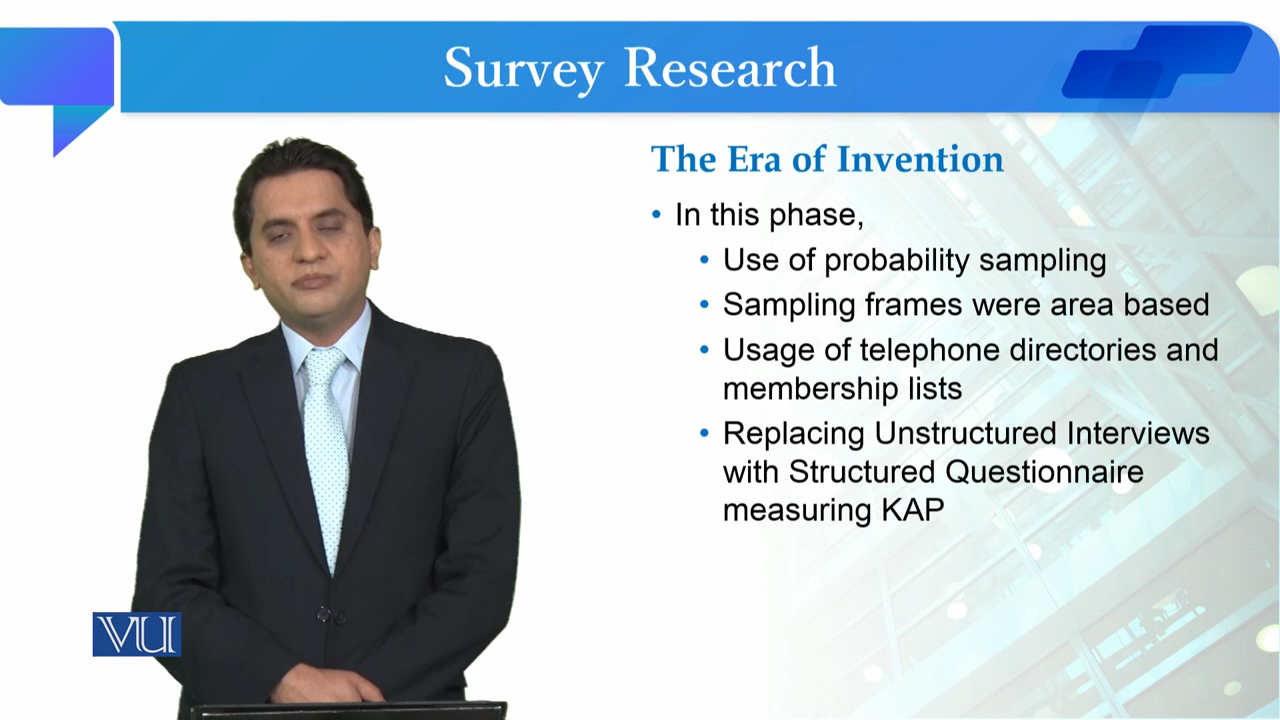 Survey Research
The Era of Invention
• In this phase,
• Use of probability sampling
• Sampling frames were area based
• Usage of telephone directories and
membership lists
• Replacing Unstructured Interviews
with Structured Questionnaire
measuring KAP
VU